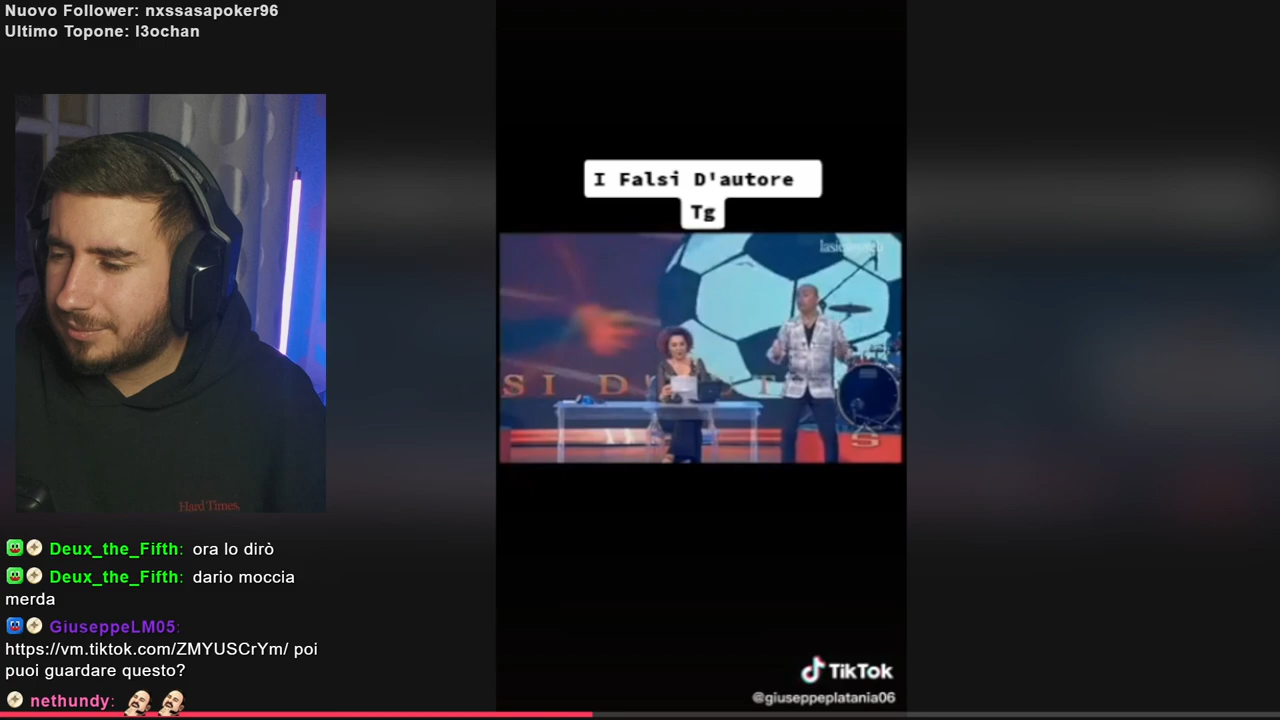 Nuovo Follower: nxssasapoker96
Ultimo Topone: l3ochan
I Falsi D'autore
Tg
SI D'
Hard Times.
Deux_the_Fifth: ora lo dirò
Deux_the_Fifth: dario moccia
merda
GiuseppeLM05:
https://vm.tiktok.com/ZMYUSCrYm/ poi
puoi guardare questo?
nethundy:
TikTok
@giuseppeplatania06